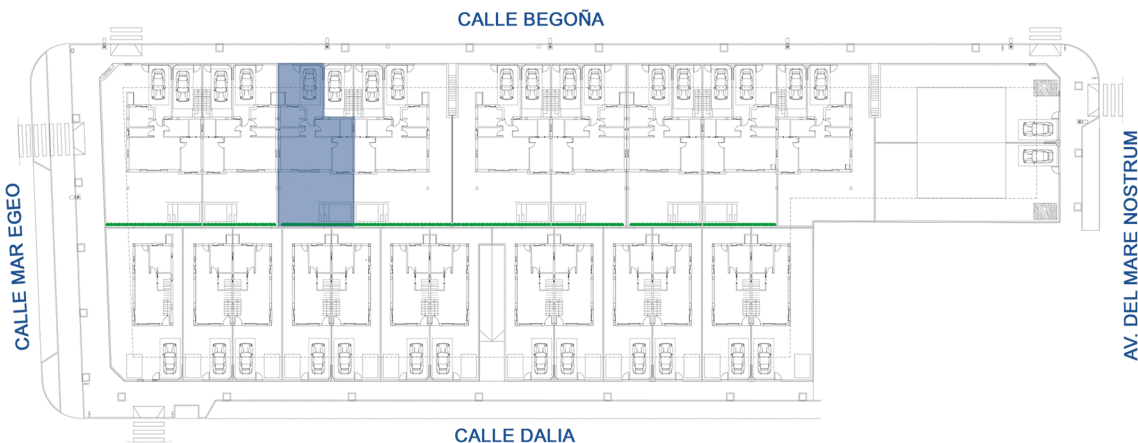 CALLE BEGOÑA
CALLE MAR EGEO
AV. DEL MARE NOSTRUM
CALLE DALIA